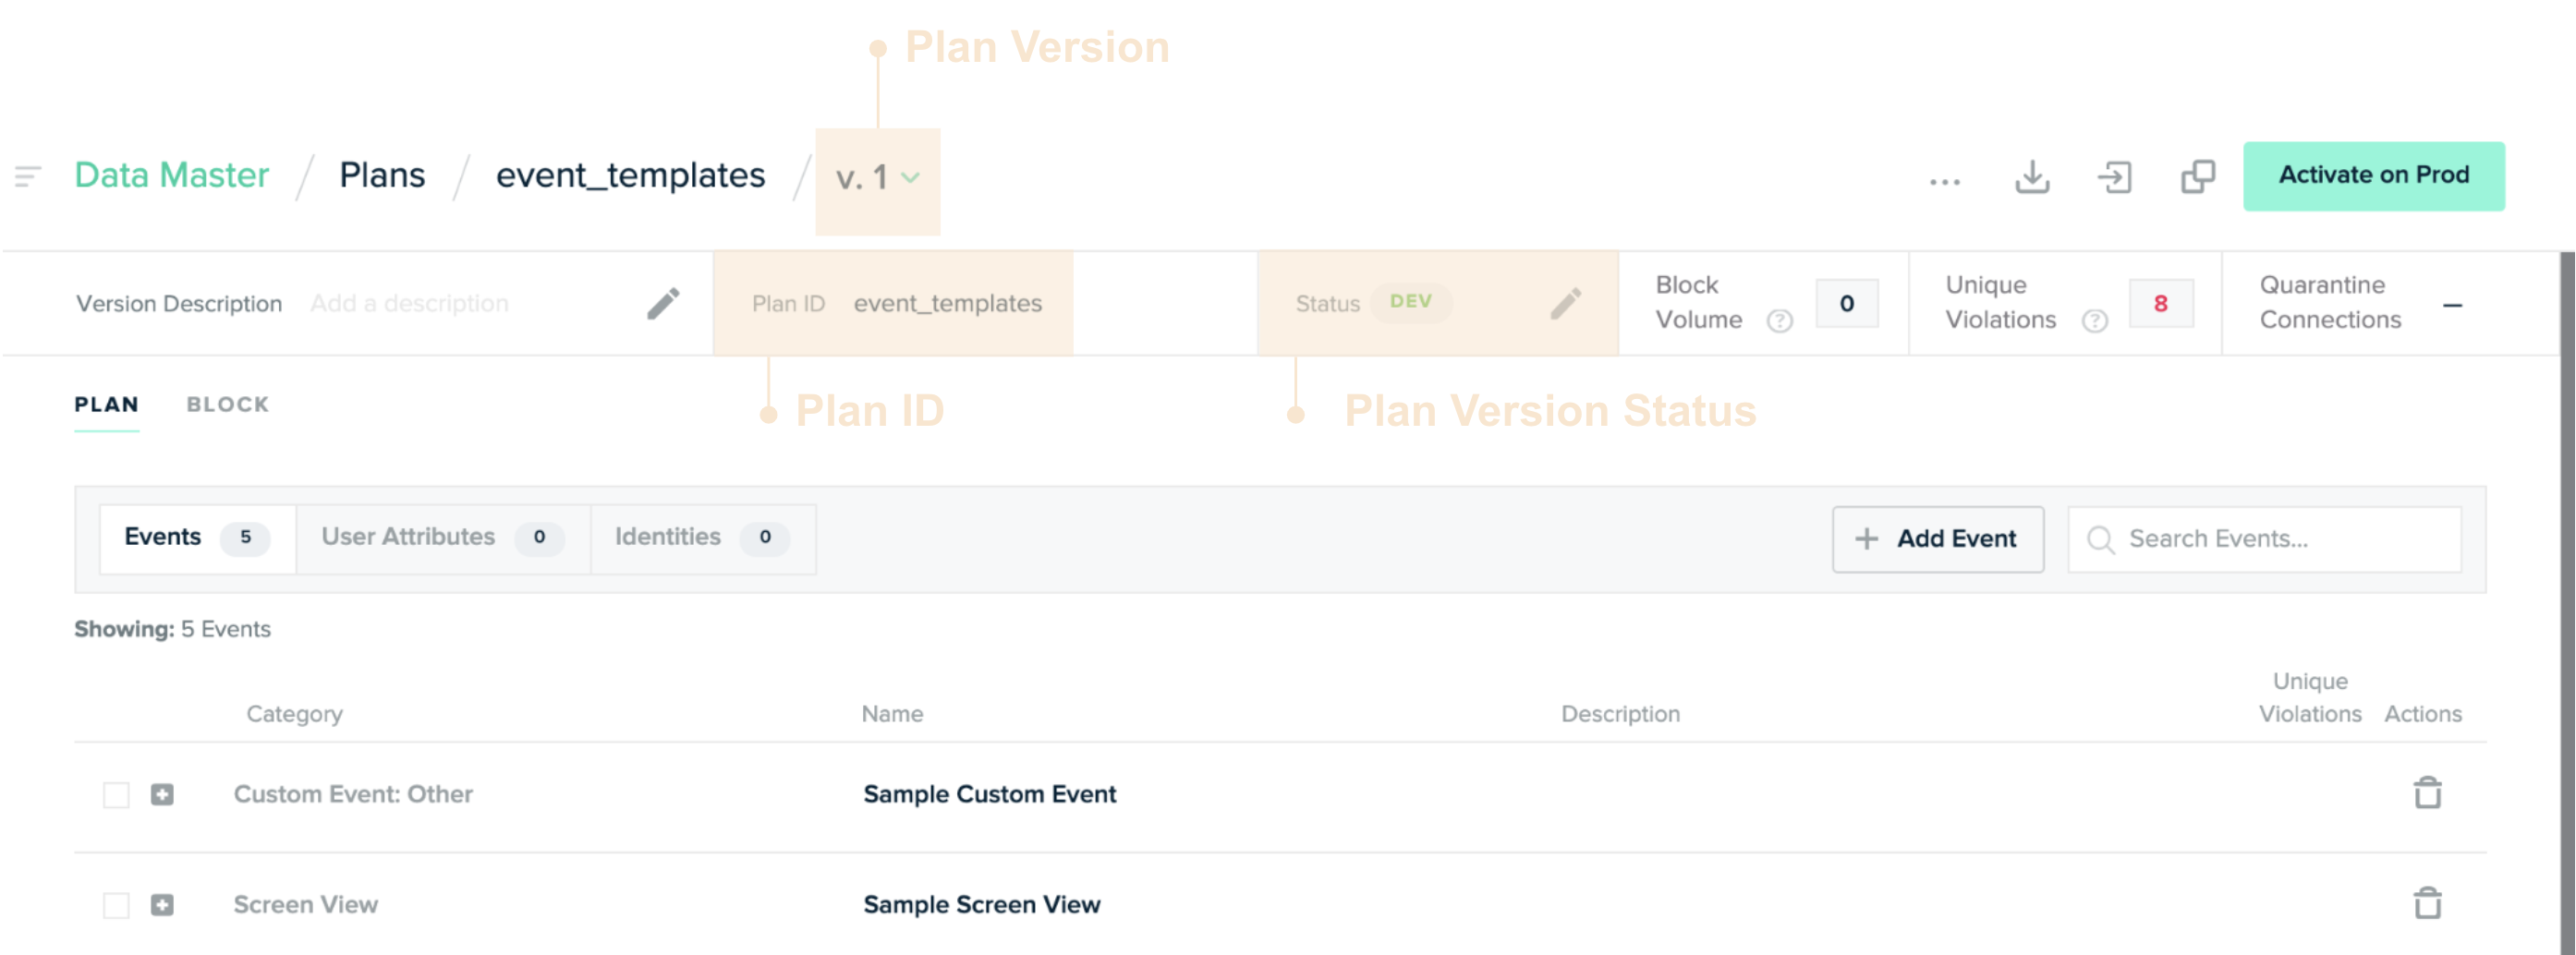 Plan Version
Data Master / Plans / event_templates / v. 1
... Activate on Prod
Version Description Add a description
Plan ID event_templates
Status DEV
Block
Volume ? 0
Unique
Violations ? 8
Quarantine
Connections –
PLAN BLOCK
Plan ID
Plan Version Status
Events 5 User Attributes 0 Identities 0
+ Add Event Search Events...
Showing: 5 Events
Category Name Description Unique
Violations Actions
Custom Event: Other Sample Custom Event
Screen View Sample Screen View